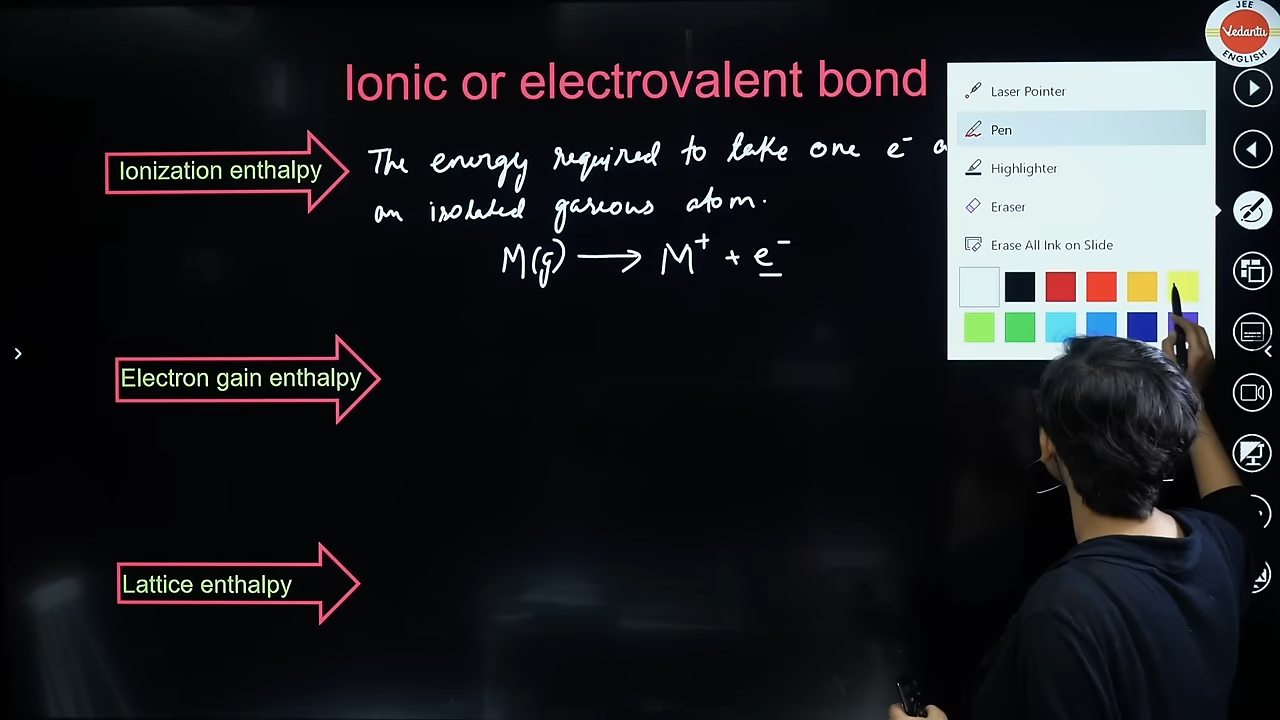 JEE
Vedantu
ENGLISH
Ionic or electrovalent bond
Ionization enthalpy
The energy required to take one e⁻
an isolated gaseous atom.
M(g) ⟶ M⁺ + e⁻
Electron gain enthalpy
Lattice enthalpy
Laser Pointer
Pen
Highlighter
Eraser
Erase All Ink on Slide